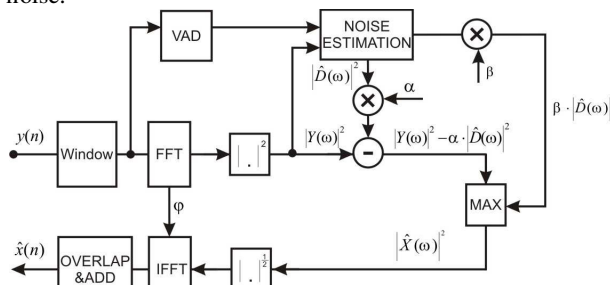 noise.
VAD
NOISE
ESTIMATION
×
β
|D̂(ω)|²
α
×
β·|D̂(ω)|
y(n)
Window
FFT
|.|²
|Y(ω)|²
-
|Y(ω)|²-α·|D̂(ω)|²
φ
MAX
|X̂(ω)|²
x̂(n)
OVERLAP
&ADD
IFFT
|.|^½